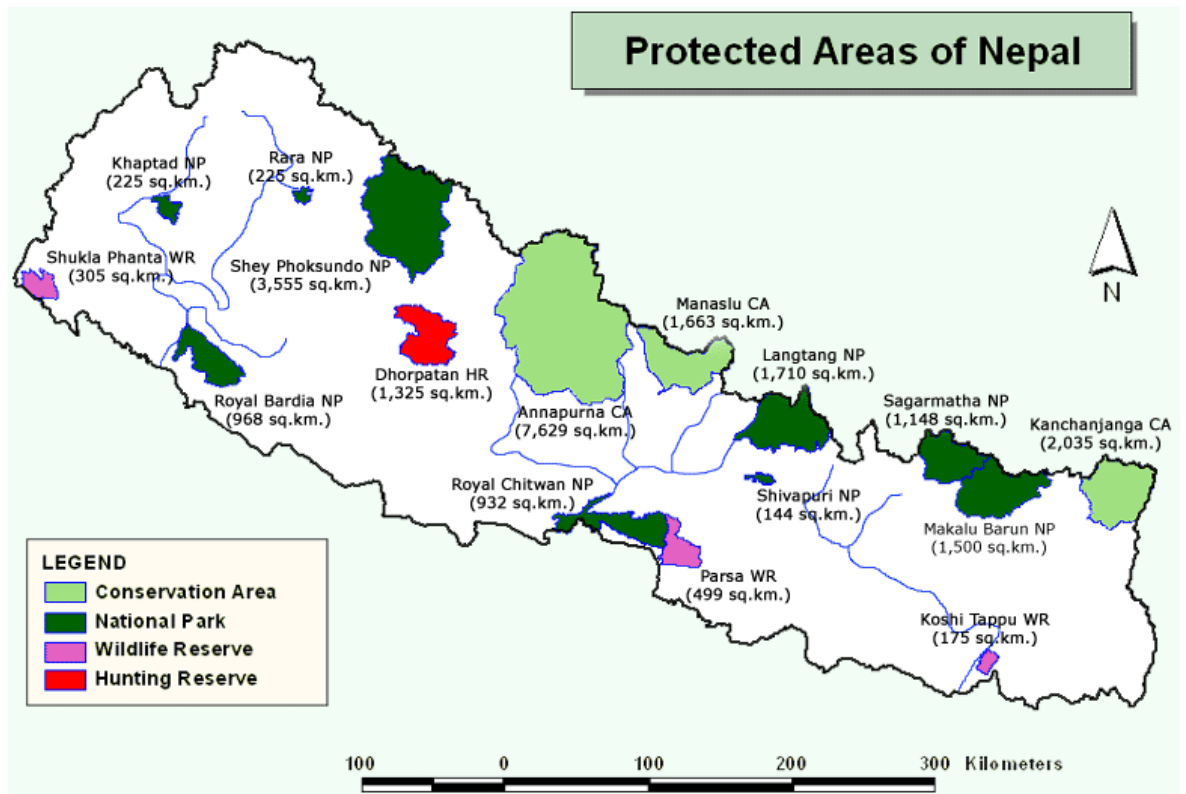 Protected Areas of Nepal
Khaptad NP
(225 sq.km.)
Rara NP
(225 sq.km.)
Shukla Phanta WR
(305 sq.km.)
Shey Phoksundo NP
(3,555 sq.km.)
N
Manaslu CA
(1,663 sq.km.)
Langtang NP
(1,710 sq.km.)
Dhorpatan HR
(1,325 sq.km.)
Royal Bardia NP
(968 sq.km.)
Annapurna CA
(7,629 sq.km.)
Sagarmatha NP
(1,148 sq.km.)
Kanchanjanga CA
(2,035 sq.km.)
Royal Chitwan NP
(932 sq.km.)
Shivapuri NP
(144 sq.km.)
Makalu Barun NP
(1,500 sq.km.)
Parsa WR
(499 sq.km.)
Koshi Tappu WR
(175 sq.km.)
LEGEND
Conservation Area
National Park
Wildlife Reserve
Hunting Reserve
100 0 100 200 300 Kilometers